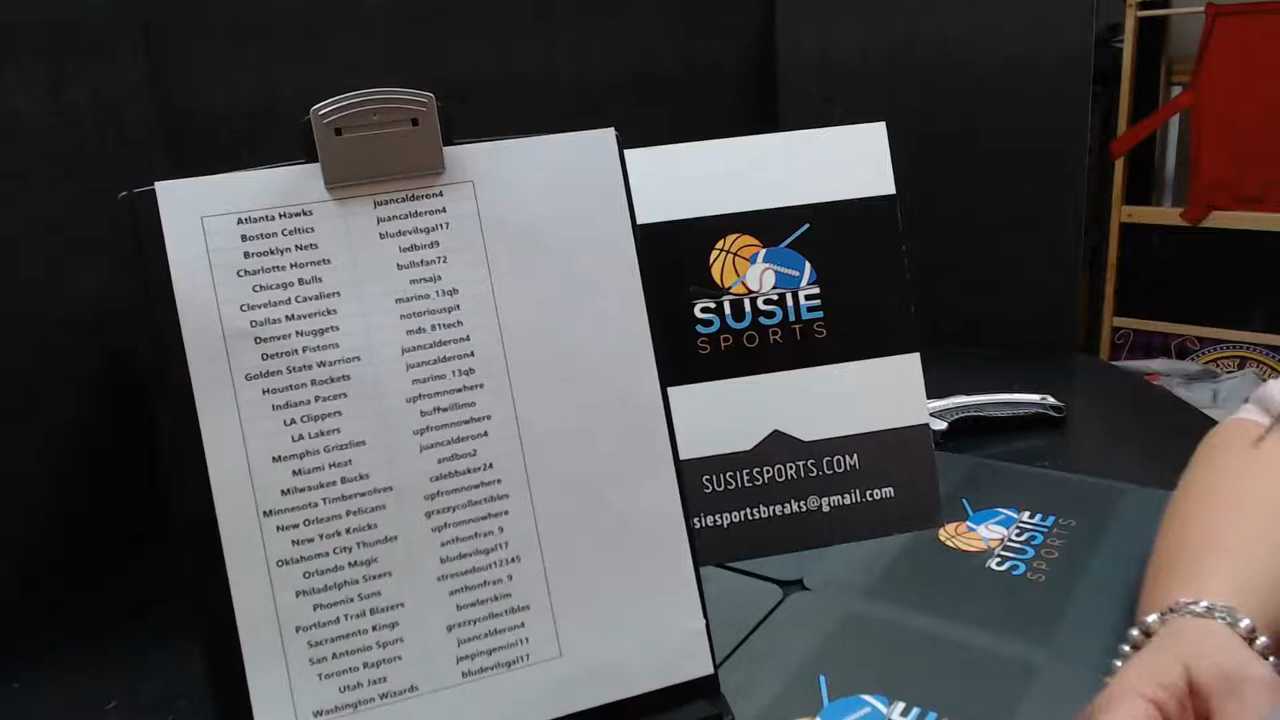 Atlanta Hawks juancalderon4
Boston Celtics juancalderon4
Brooklyn Nets bludevilsgal17
Charlotte Hornets ledbird9
Chicago Bulls bullsfan72
Cleveland Cavaliers mrsaja
Dallas Mavericks marino_13qb
Denver Nuggets notoriouspit
Detroit Pistons mds_81tech
Golden State Warriors juancalderon4
Houston Rockets juancalderon4
Indiana Pacers marino_13qb
LA Clippers upfromnowhere
LA Lakers buffwillimo
Memphis Grizzlies upfromnowhere
Miami Heat juancalderon4
Milwaukee Bucks andbos2
Minnesota Timberwolves calebbaker24
New Orleans Pelicans upfromnowhere
New York Knicks grazzycollectibles
Oklahoma City Thunder upfromnowhere
Orlando Magic anthonfran_9
Philadelphia Sixers bludevilsgal17
Phoenix Suns stressedout12345
Portland Trail Blazers anthonfran_9
Sacramento Kings bowlerskim
San Antonio Spurs grazzycollectibles
Toronto Raptors juancalderon4
Utah Jazz jeepingemini11
Washington Wizards bludevilsgal17
SUSIE
SPORTS
SUSIESPORTS.COM
siesportsbreaks@gmail.com
SUSIE
SPORTS